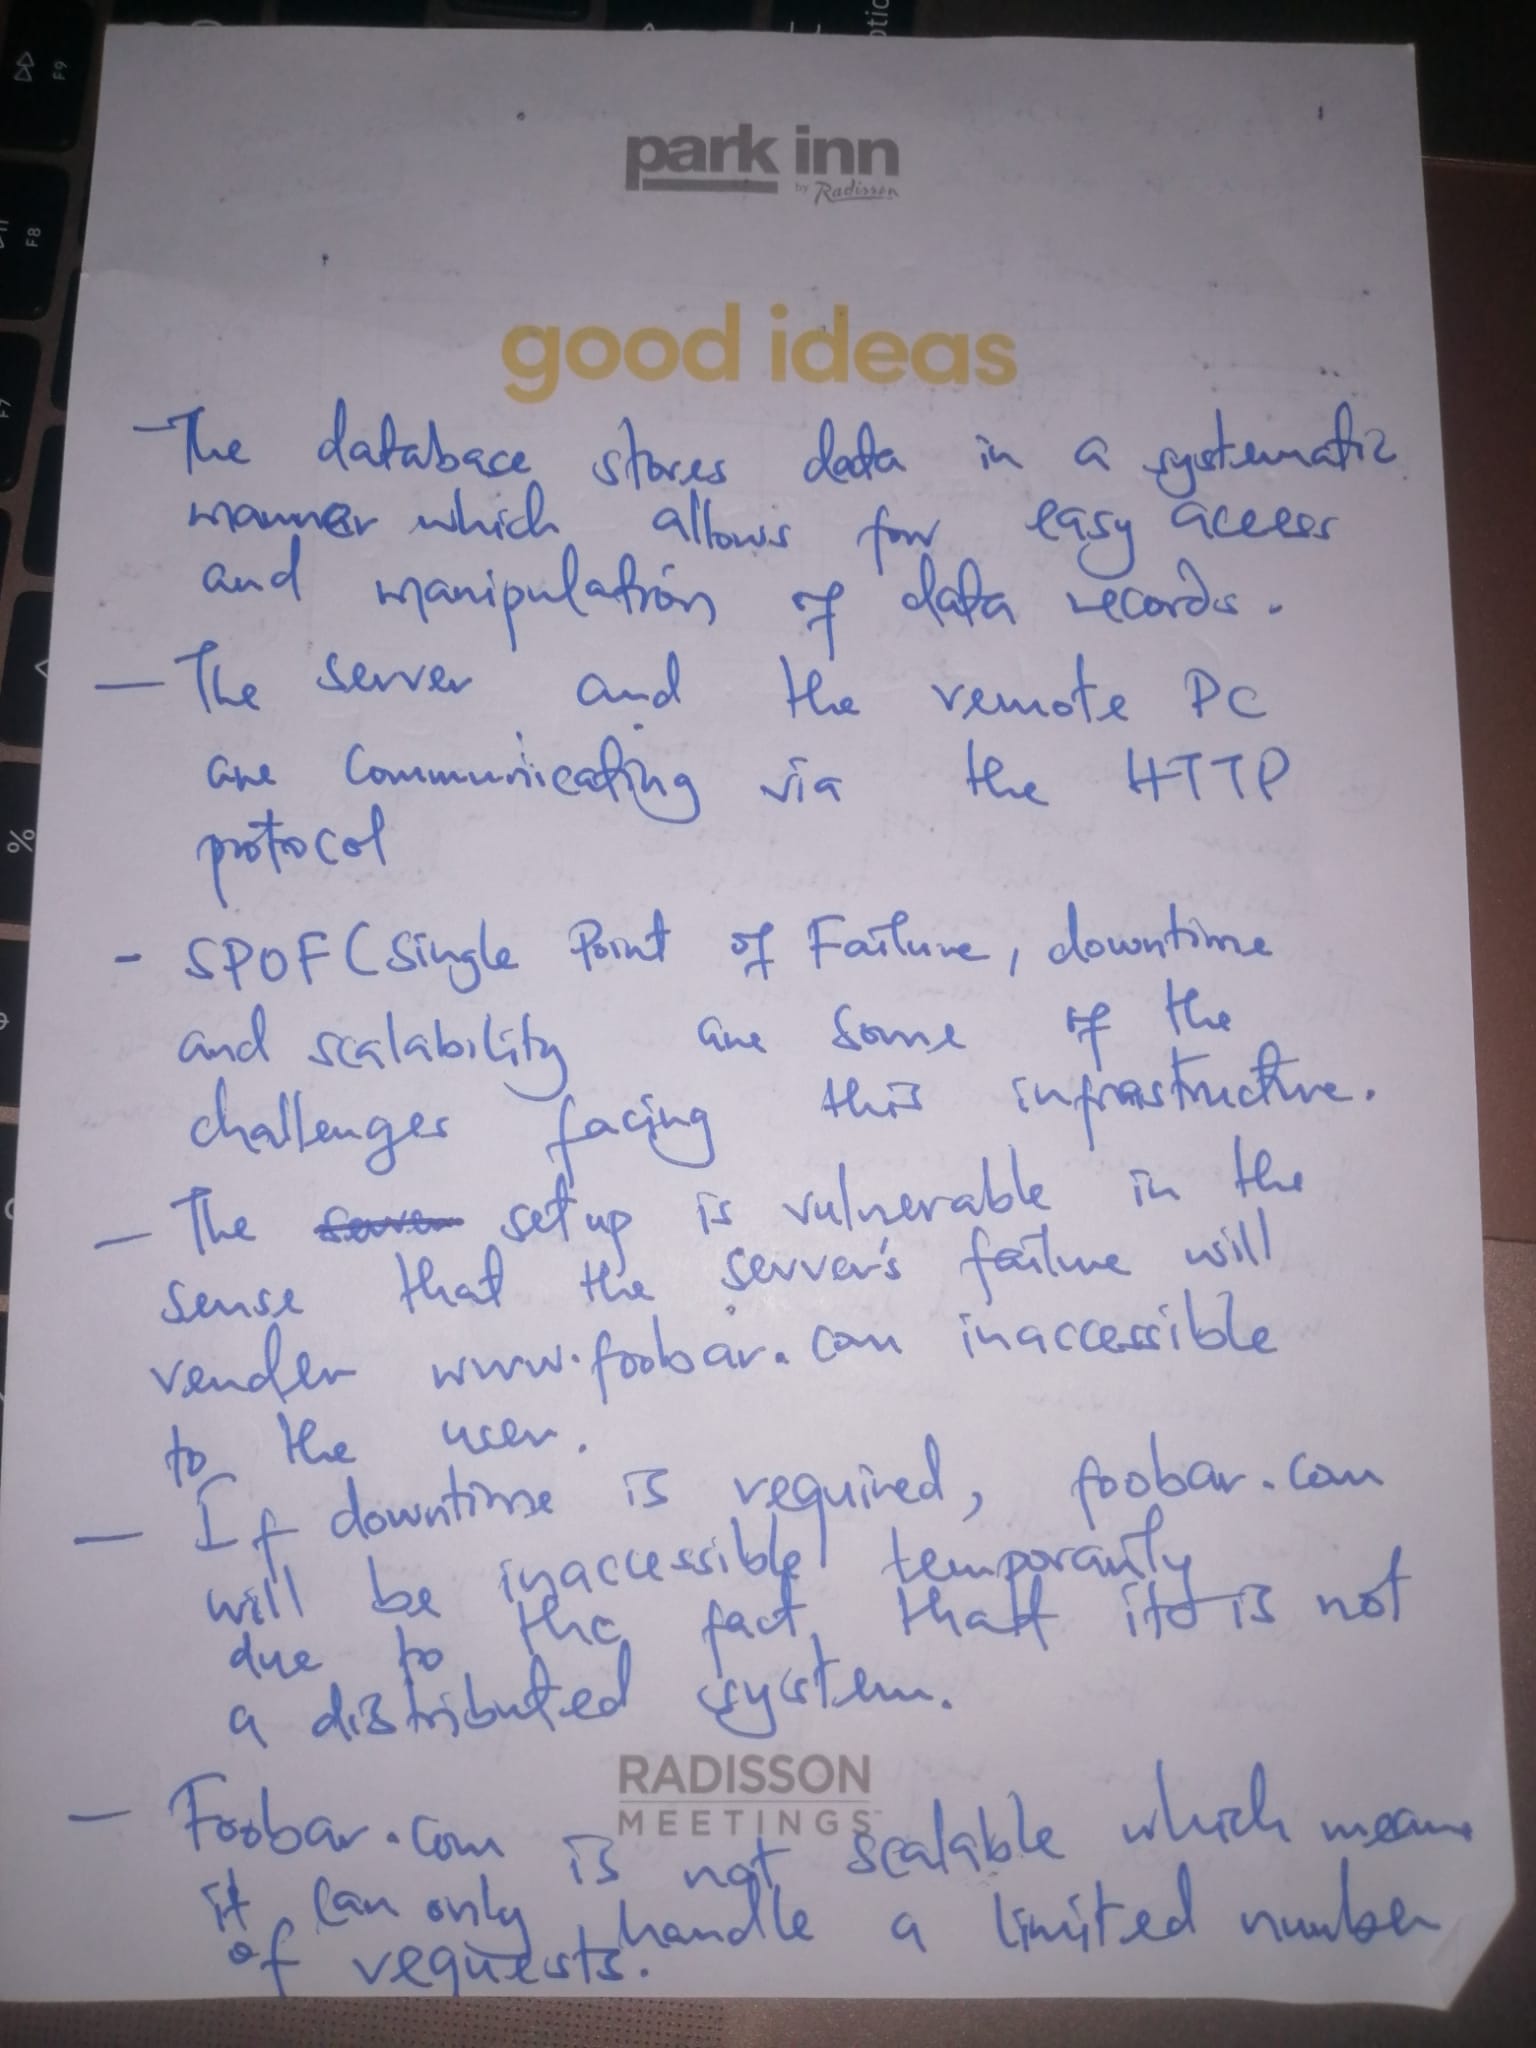 park inn
by Radisson
good ideas
- The database stores data in a systematic
manner which allows for easy access
and manipulation of data records.
- The server and the remote PC
are communicating via the HTTP
protocol
- SPOF (Single Point of Failure, downtime
and scalability are some of the
challenges facing this infrastructure.
- The server setup is vulnerable in the
sense that the server's failure will
render www.foobar.com inaccessible
to the user.
- If downtime is required, foobar.com
will be inaccessible temporarily
due to the fact that it is not
a distributed system.
RADISSON
MEETINGS
- Foobar.com is not scalable which means
it can only handle a limited number
of requests.
F9
F8
F7
%